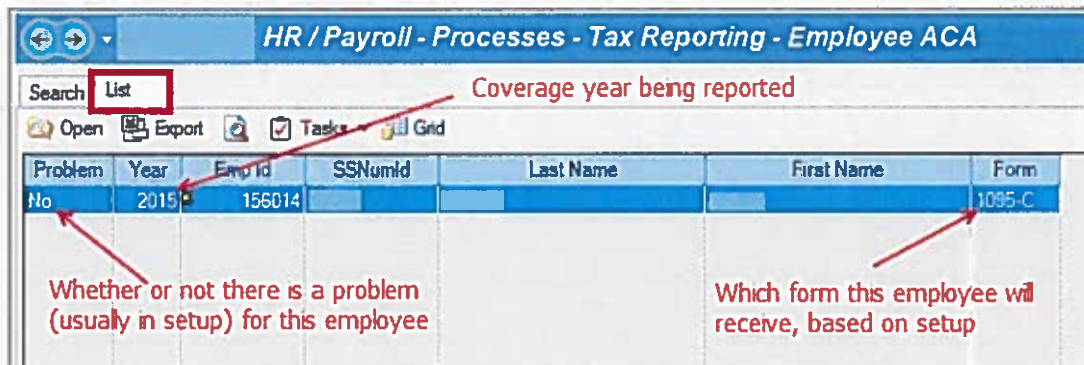 HR / Payroll - Processes - Tax Reporting - Employee ACA
Search List
Coverage year being reported
Open Export Tasks Grid
Problem Year Emp Id SSNumId Last Name First Name Form
No 2015 156014 1095-C
Whether or not there is a problem
(usually in setup) for this employee
Which form this employee will
receive, based on setup